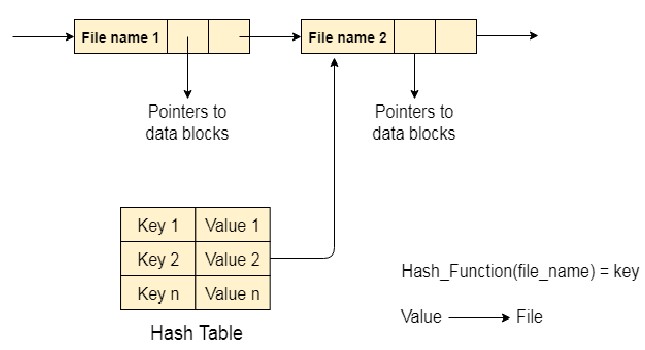 File name 1
File name 2
Pointers to
data blocks
Pointers to
data blocks
Key 1 Value 1
Key 2 Value 2
Key n Value n
Hash Table
Hash_Function(file_name) = key
Value File